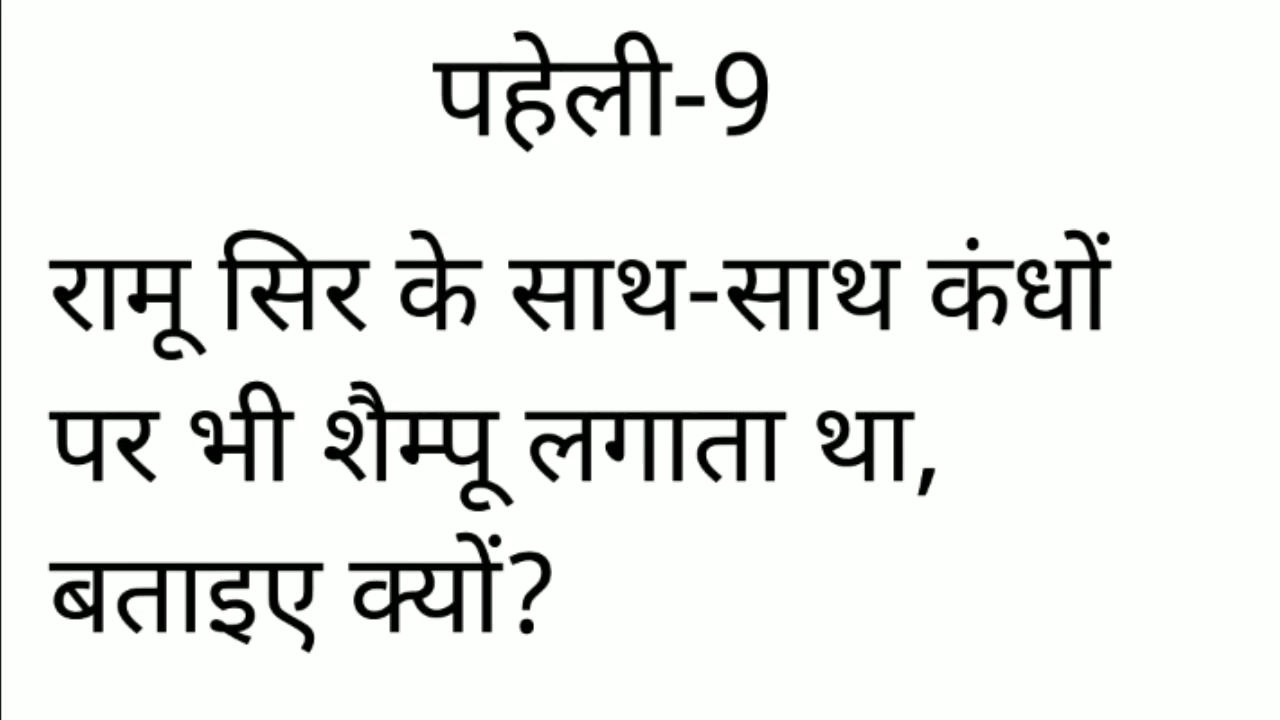 पहेली-9
रामू सिर के साथ-साथ कंधों
पर भी शैम्पू लगाता था,
बताइए क्यों?